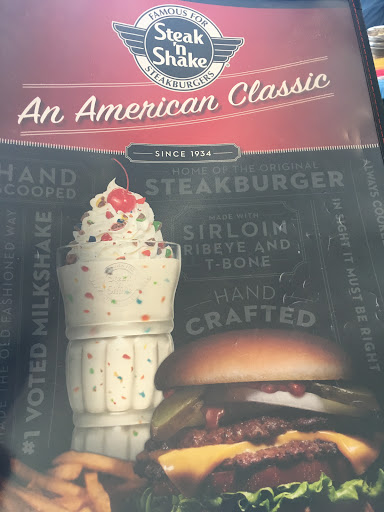 FAMOUS FOR
Steak
'n
Shake
STEAKBURGERS
An American Classic
SINCE 1934
HAND
SCOOPED
HOME OF THE ORIGINAL
STEAKBURGER
MADE WITH
SIRLOIN
RIBEYE AND
T-BONE
HAND
CRAFTED
MADE THE OLD FASHIONED WAY
#1 VOTED MILKSHAKE
IN SIGHT IT MUST BE RIGHT
ALWAYS